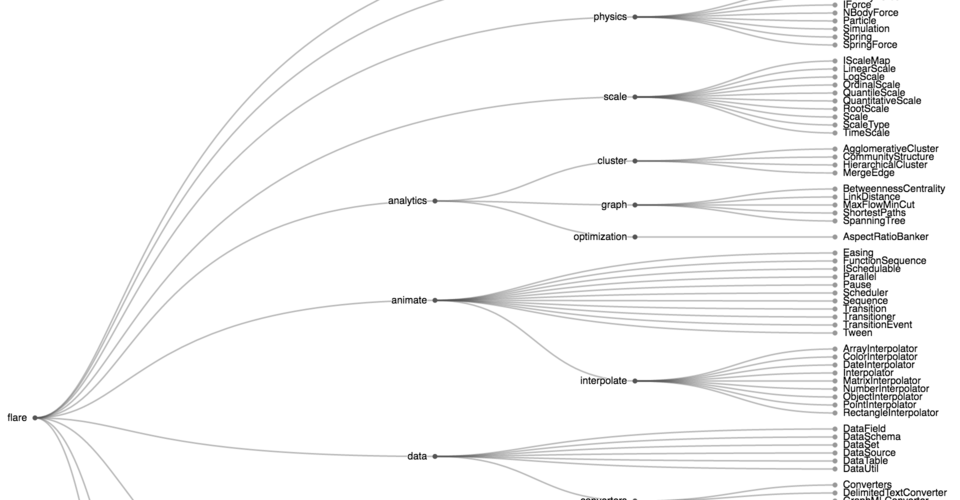 IForce
NBodyForce
physics
Particle
Simulation
Spring
SpringForce
IScaleMap
LinearScale
LogScale
OrdinalScale
QuantileScale
scale
QuantitativeScale
RootScale
Scale
ScaleType
TimeScale
AgglomerativeCluster
CommunityStructure
cluster
HierarchicalCluster
MergeEdge
BetweennessCentrality
LinkDistance
analytics
graph
MaxFlowMinCut
ShortestPaths
SpanningTree
optimization
AspectRatioBanker
Easing
FunctionSequence
ISchedulable
Parallel
Pause
Scheduler
animate
Sequence
Transition
Transitioner
TransitionEvent
Tween
ArrayInterpolator
ColorInterpolator
DateInterpolator
Interpolator
interpolate
MatrixInterpolator
NumberInterpolator
ObjectInterpolator
PointInterpolator
RectangleInterpolator
flare
DataField
DataSchema
DataSet
DataSource
data
DataTable
DataUtil
Converters
DelimitedTextConverter
converters
GraphMLConverter